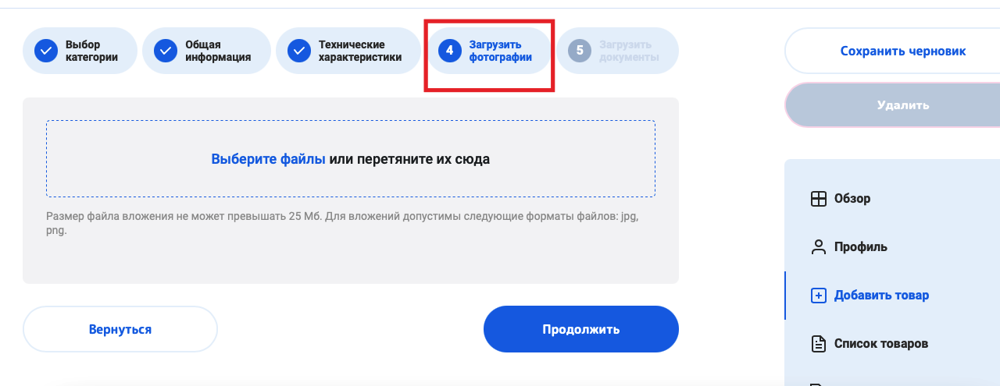 Выбор
категории
Общая
информация
Технические
характеристики
4
Загрузить
фотографии
5
Загрузить
документы
Сохранить черновик
Удалить
Выберите файлы или перетяните их сюда
Размер файла вложения не может превышать 25 Мб. Для вложений допустимы следующие форматы файлов: jpg,
png.
Вернуться
Продолжить
Обзор
Профиль
Добавить товар
Список товаров